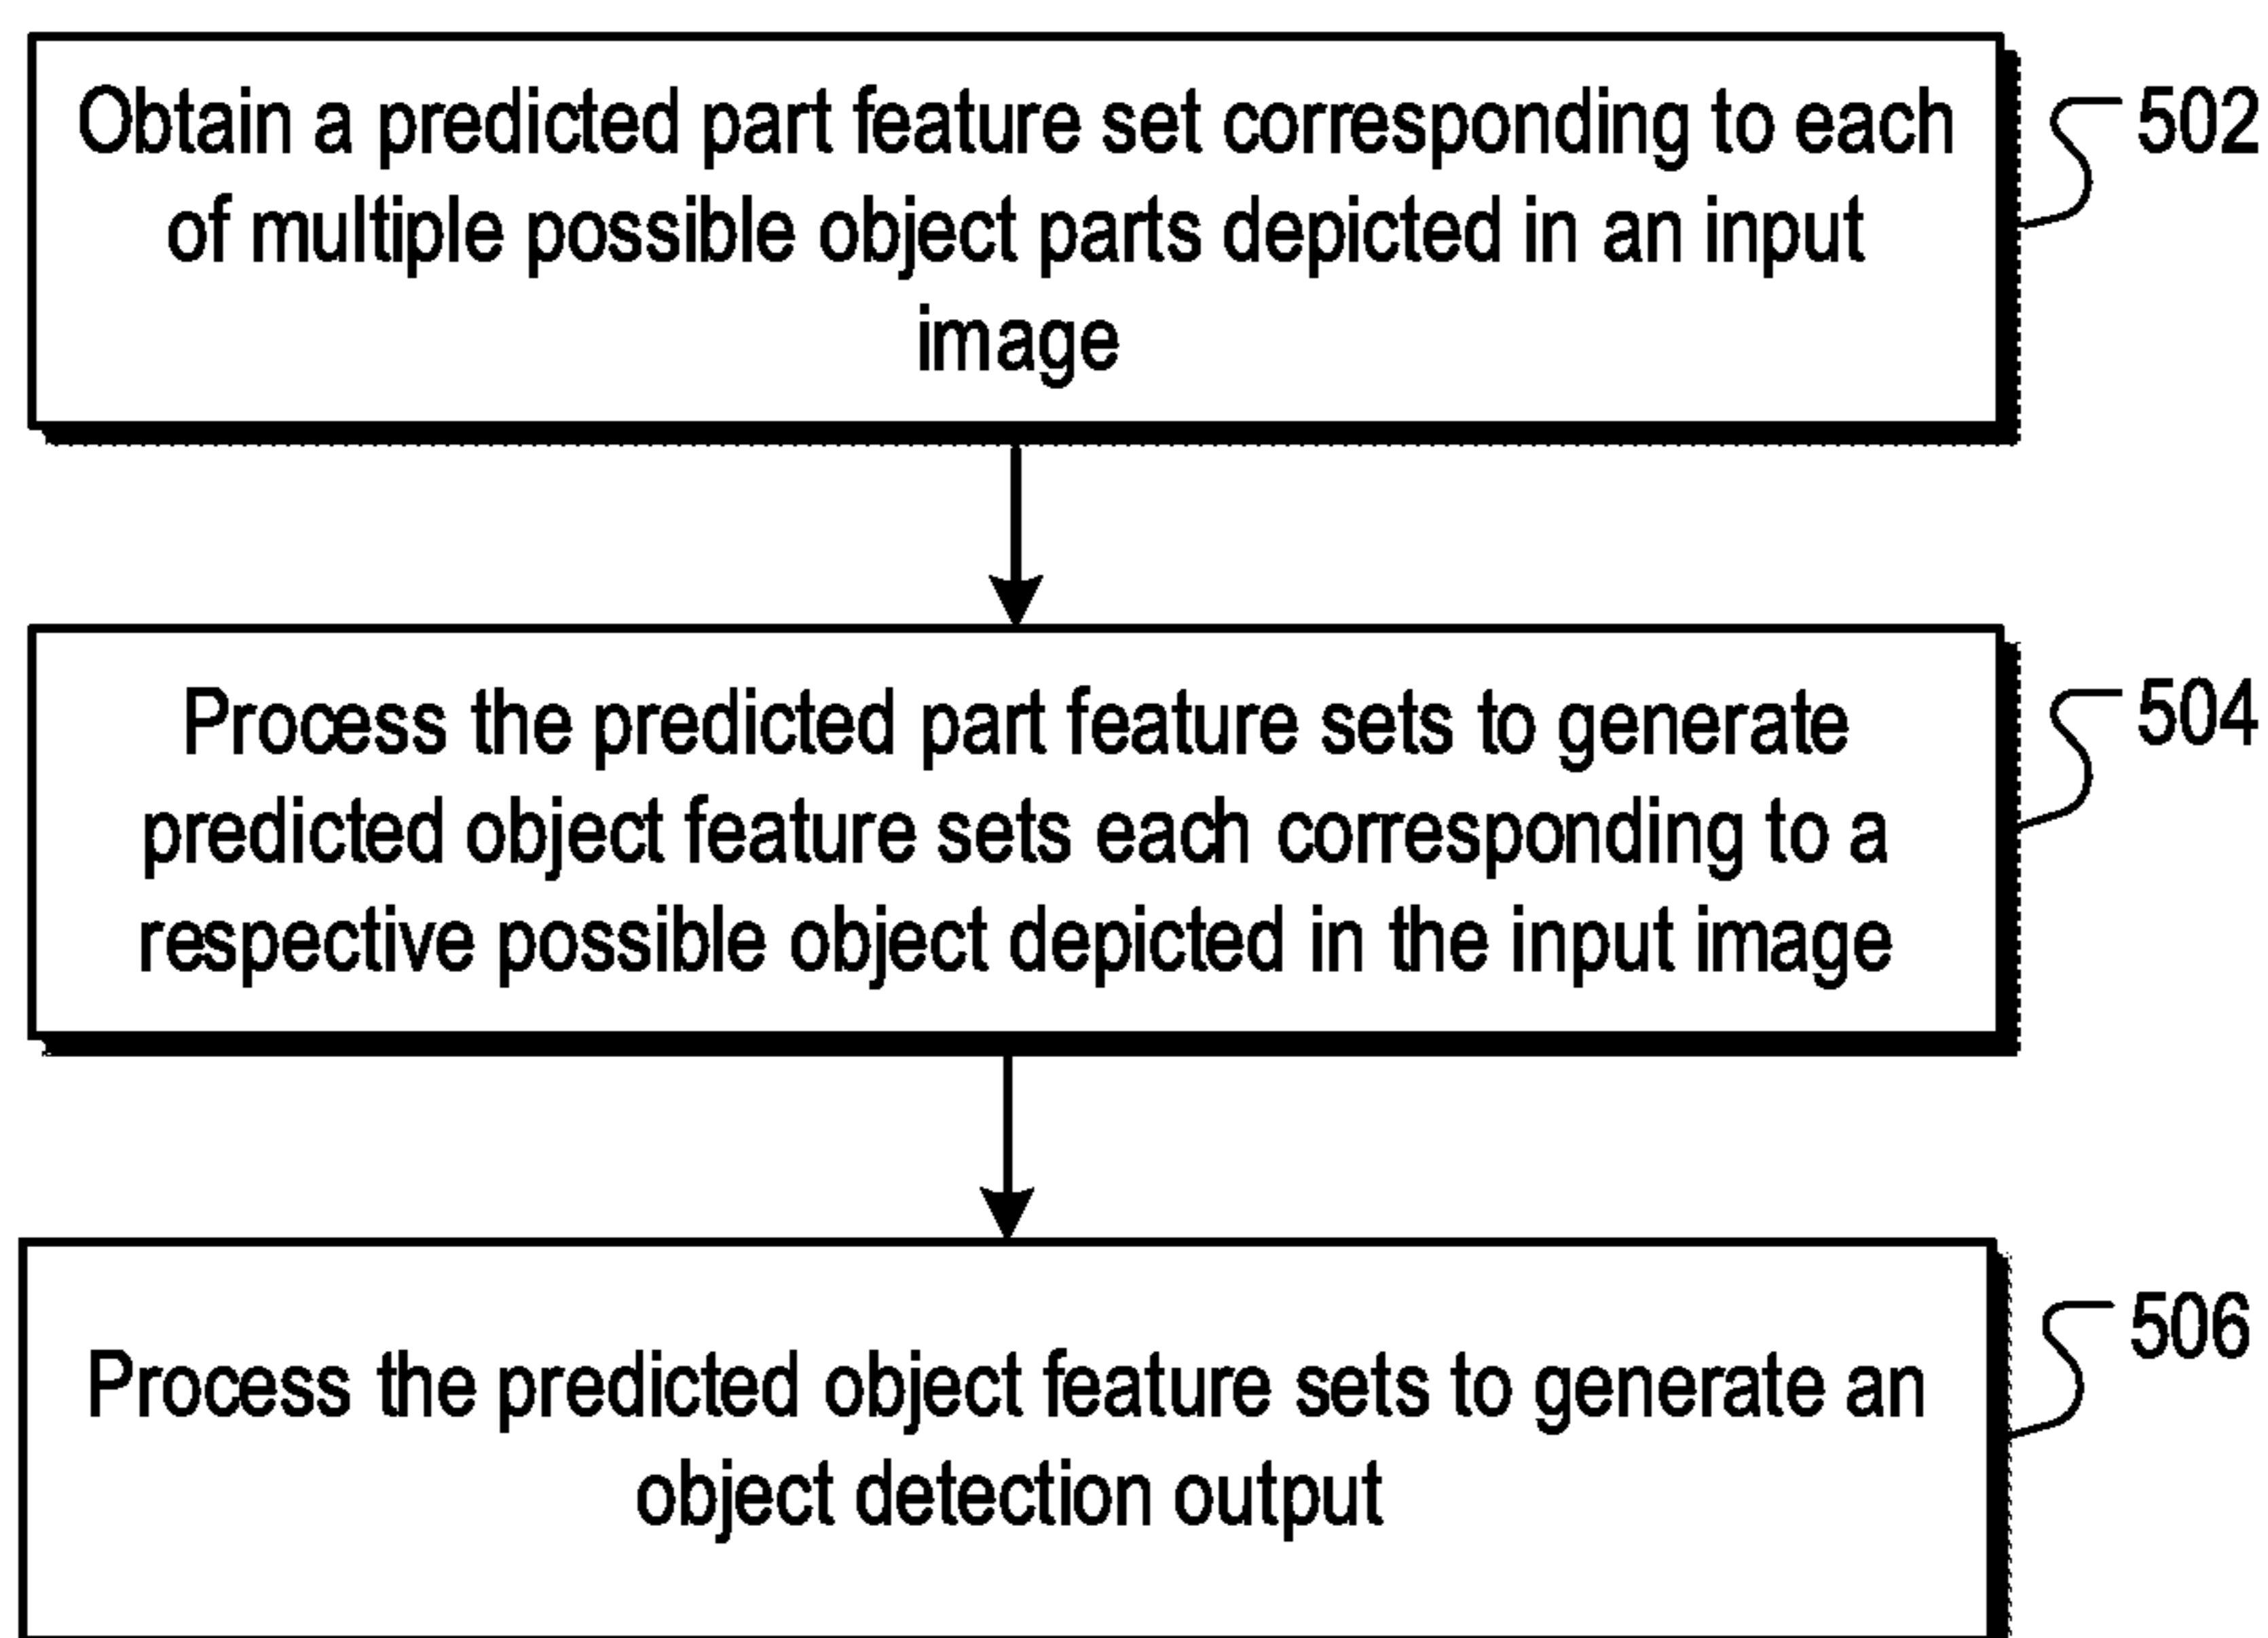 Obtain a predicted part feature set corresponding to each
of multiple possible object parts depicted in an input
image
502
Process the predicted part feature sets to generate
predicted object feature sets each corresponding to a
respective possible object depicted in the input image
504
Process the predicted object feature sets to generate an
object detection output
506